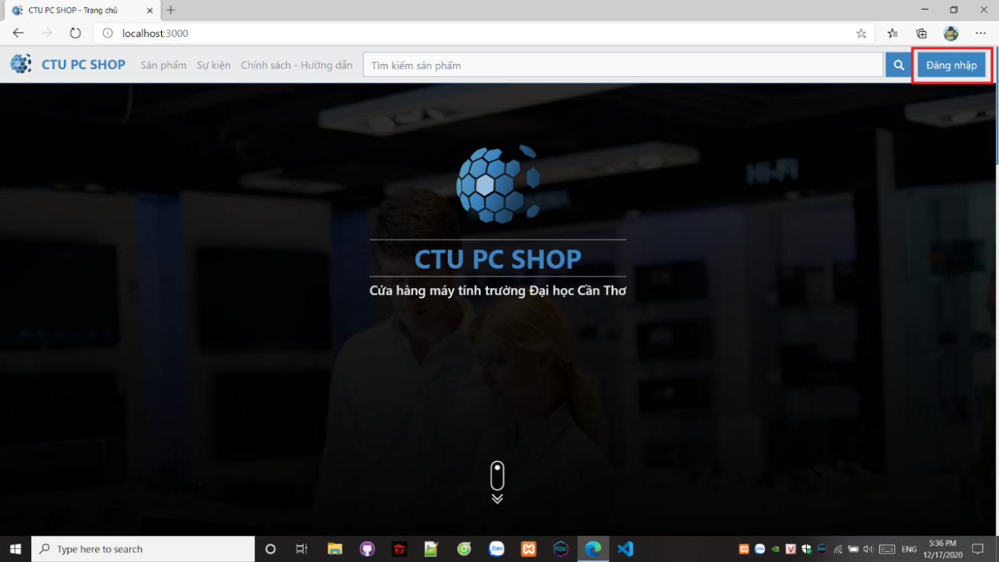 CTU PC SHOP - Trang chủ
localhost:3000
CTU PC SHOP Sản phẩm Sự kiện Chính sách - Hướng dẫn Tìm kiếm sản phẩm Đăng nhập
HI-FI
CTU PC SHOP
Cửa hàng máy tính trường Đại học Cần Thơ
Type here to search
Zalo
nox
ENG
5:36 PM
12/17/2020